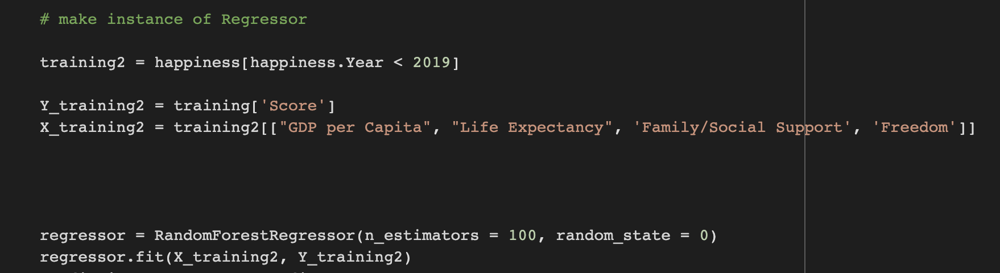 # make instance of Regressor
training2 = happiness[happiness.Year < 2019]
Y_training2 = training['Score']
X_training2 = training2[["GDP per Capita", "Life Expectancy", 'Family/Social Support', 'Freedom']]
regressor = RandomForestRegressor(n_estimators = 100, random_state = 0)
regressor.fit(X_training2, Y_training2)